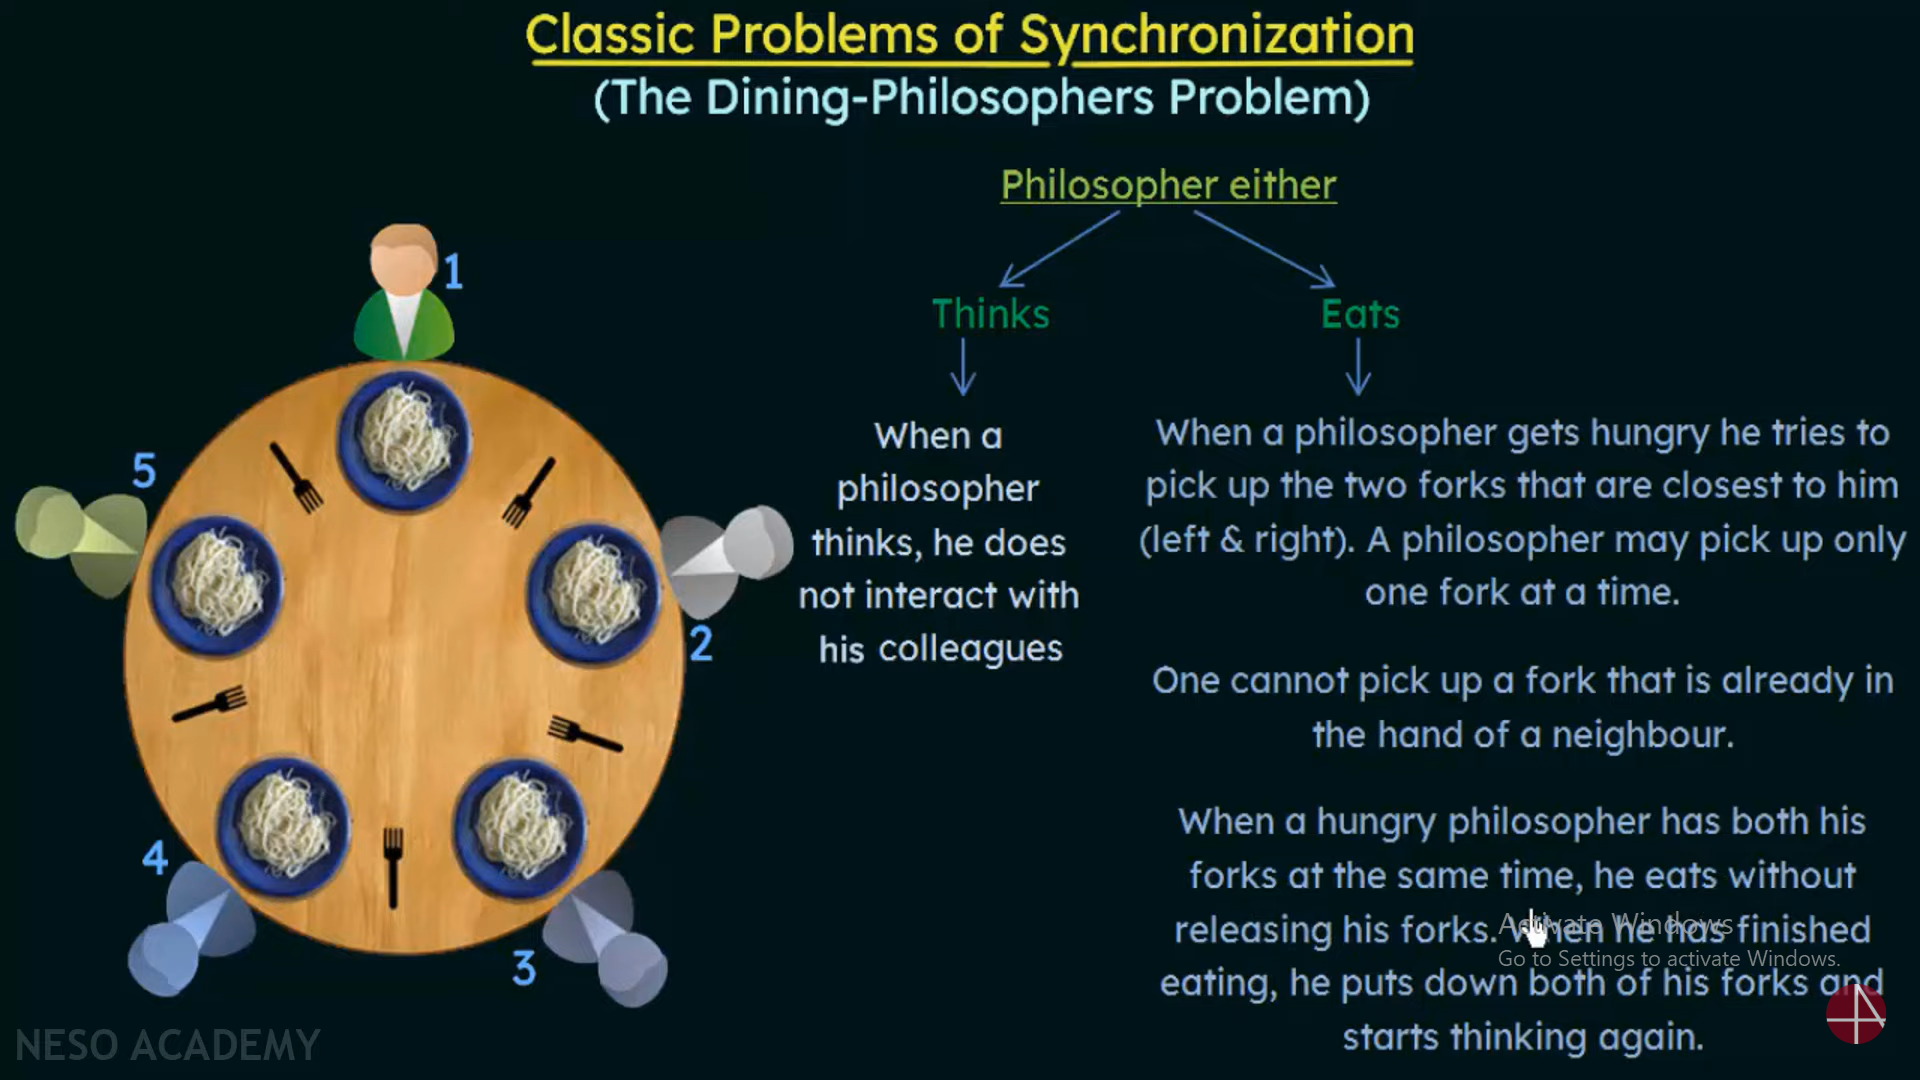 Classic Problems of Synchronization
(The Dining-Philosophers Problem)
Philosopher either
Thinks
Eats
When a
philosopher
thinks, he does
not interact with
his colleagues
When a philosopher gets hungry he tries to
pick up the two forks that are closest to him
(left & right). A philosopher may pick up only
one fork at a time.
One cannot pick up a fork that is already in
the hand of a neighbour.
When a hungry philosopher has both his
forks at the same time, he eats without
releasing his forks. When he has finished
eating, he puts down both of his forks and
starts thinking again.
1
5
2
4
3
Activate Windows
Go to Settings to activate Windows.
NESO ACADEMY